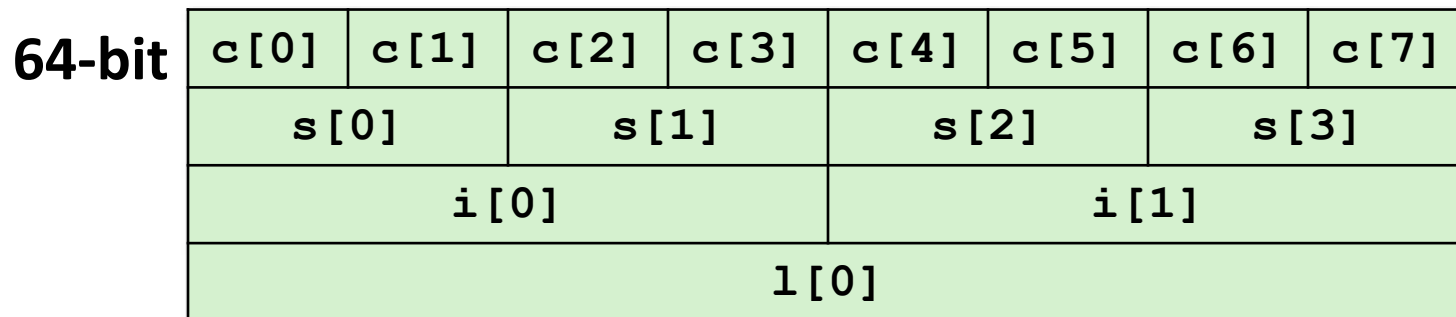 64-bit c[0] c[1] c[2] c[3] c[4] c[5] c[6] c[7]
s[0] s[1] s[2] s[3]
i[0] i[1]
l[0]